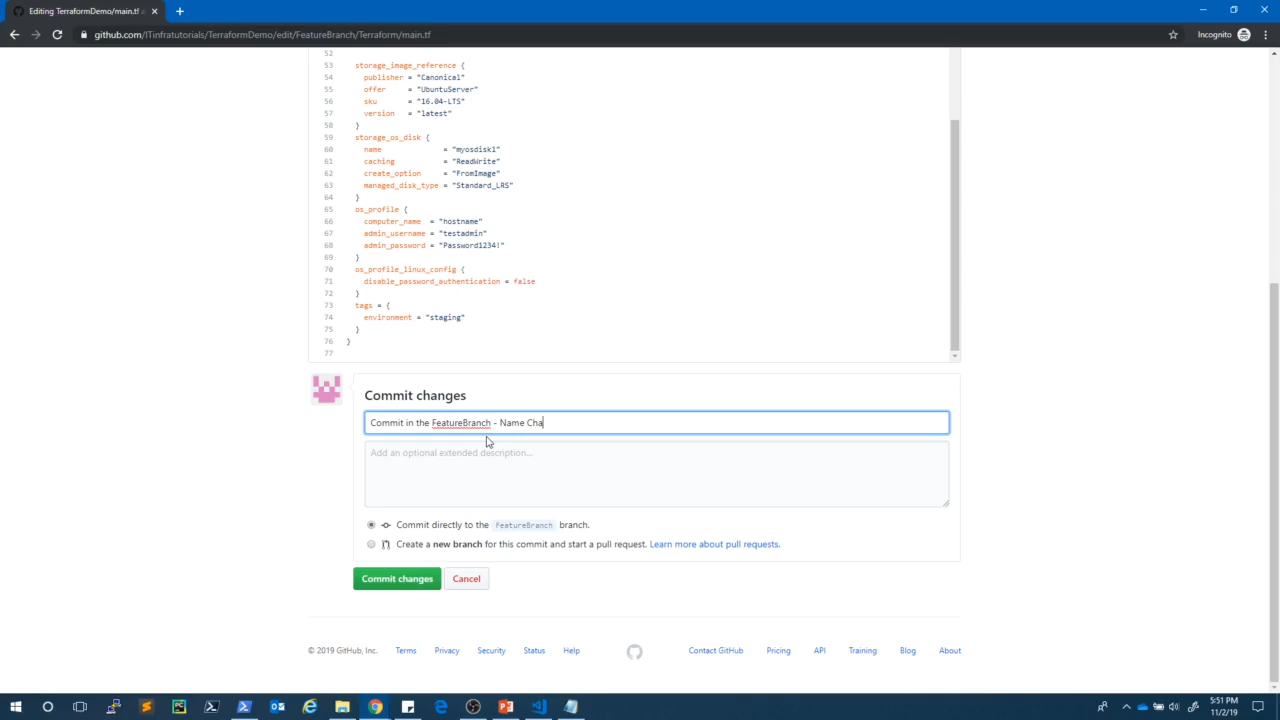 Editing TerraformDemo/main.tf
github.com/ITinfratutorials/TerraformDemo/edit/FeatureBranch/Terraform/main.tf
Incognito
52
53 storage_image_reference {
54 publisher = "Canonical"
55 offer = "UbuntuServer"
56 sku = "16.04-LTS"
57 version = "latest"
58 }
59 storage_os_disk {
60 name = "myosdisk1"
61 caching = "ReadWrite"
62 create_option = "FromImage"
63 managed_disk_type = "Standard_LRS"
64 }
65 os_profile {
66 computer_name = "hostname"
67 admin_username = "testadmin"
68 admin_password = "Password1234!"
69 }
70 os_profile_linux_config {
71 disable_password_authentication = false
72 }
73 tags = {
74 environment = "staging"
75 }
76 }
77
Commit changes
Commit in the FeatureBranch - Name Cha
Add an optional extended description...
Commit directly to the FeatureBranch branch.
Create a new branch for this commit and start a pull request. Learn more about pull requests.
Commit changes Cancel
© 2019 GitHub, Inc. Terms Privacy Security Status Help Contact GitHub Pricing API Training Blog About
5:51 PM
11/2/19